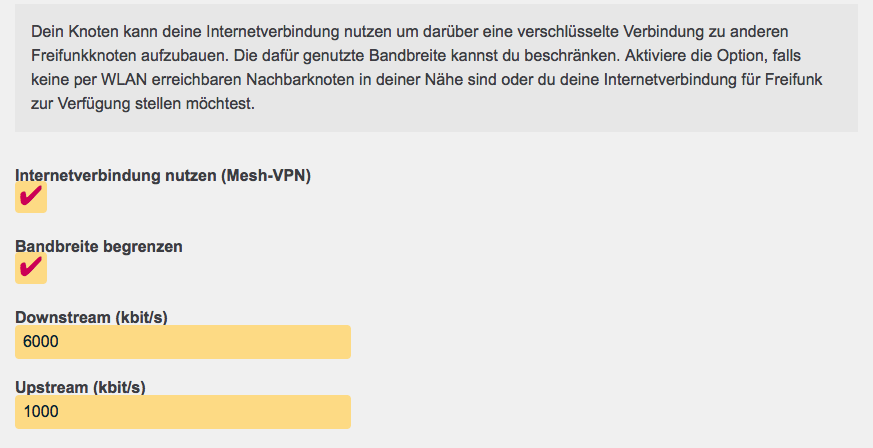 Dein Knoten kann deine Internetverbindung nutzen um darüber eine verschlüsselte Verbindung zu anderen
Freifunkknoten aufzubauen. Die dafür genutzte Bandbreite kannst du beschränken. Aktiviere die Option, falls
keine per WLAN erreichbaren Nachbarknoten in deiner Nähe sind oder du deine Internetverbindung für Freifunk
zur Verfügung stellen möchtest.
Internetverbindung nutzen (Mesh-VPN)
✔
Bandbreite begrenzen
✔
Downstream (kbit/s)
6000
Upstream (kbit/s)
1000